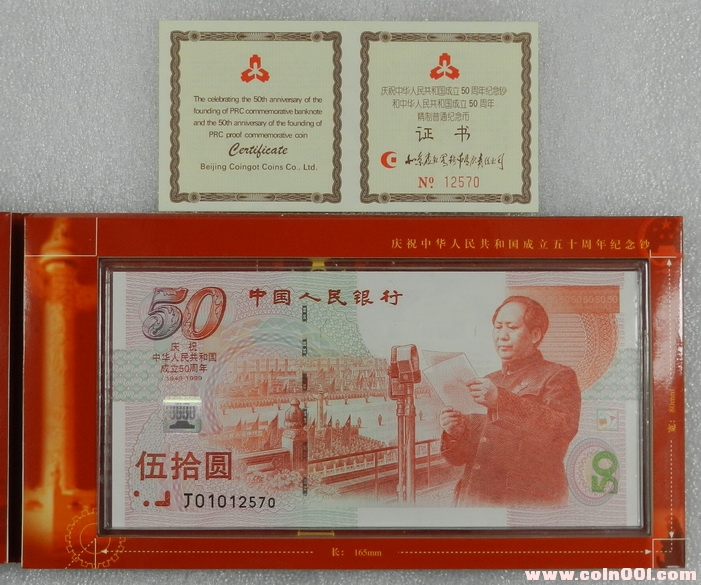 The celebrating the 50th anniversary of the
founding of PRC commemorative banknote
and the 50th anniversary of the founding of
PRC proof commemorative coin
Certificate
Beijing Coingot Coins Co., Ltd.
庆祝中华人民共和国成立50周年纪念钞
和中华人民共和国成立50周年
精制普通纪念币
证书
№ 12570
庆祝中华人民共和国成立五十周年纪念钞
50
中国人民银行
庆祝
中华人民共和国
成立50周年
1949-1999
伍拾圆
J01012570
50
宽: 80mm
长: 165mm
www.coin001.com